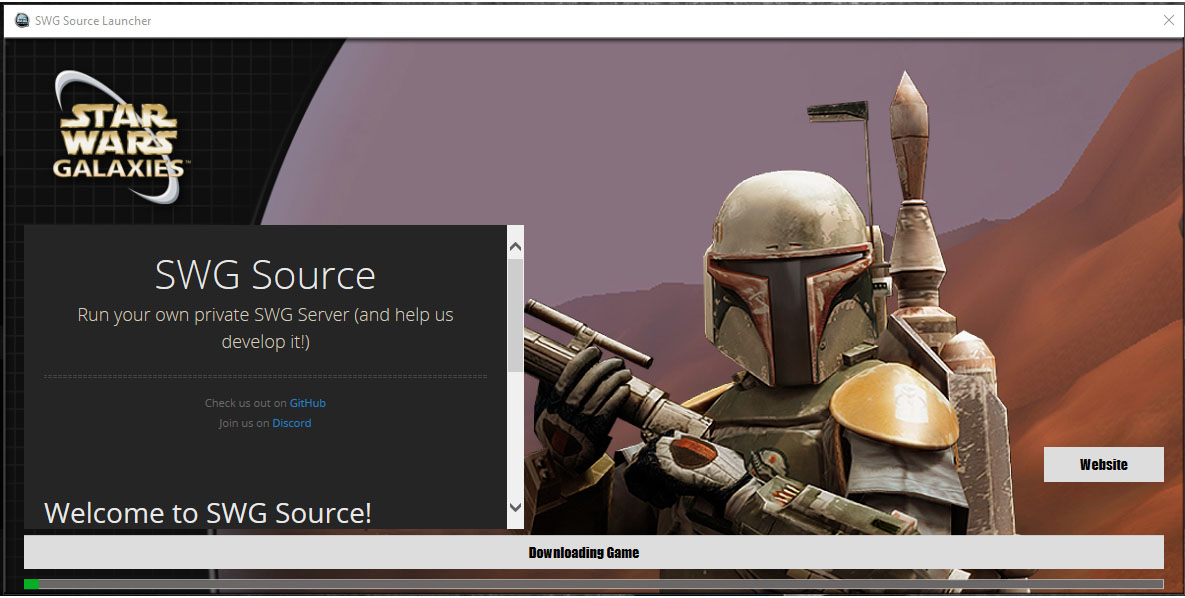 SWG Source Launcher
STAR
WARS
GALAXIES™
SWG Source
Run your own private SWG Server (and help us
develop it!)
Check us out on GitHub
Join us on Discord
Welcome to SWG Source!
Website
Downloading Game